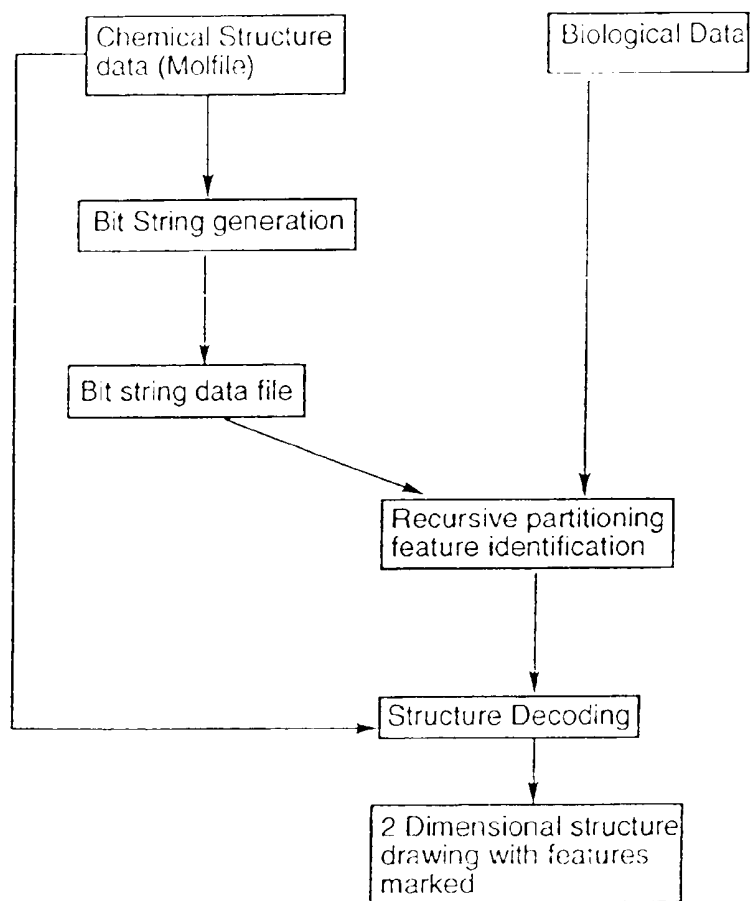 Chemical Structure
data (Molfile)
Biological Data
Bit String generation
Bit string data file
Recursive partitioning
feature identification
Structure Decoding
2 Dimensional structure
drawing with features
marked